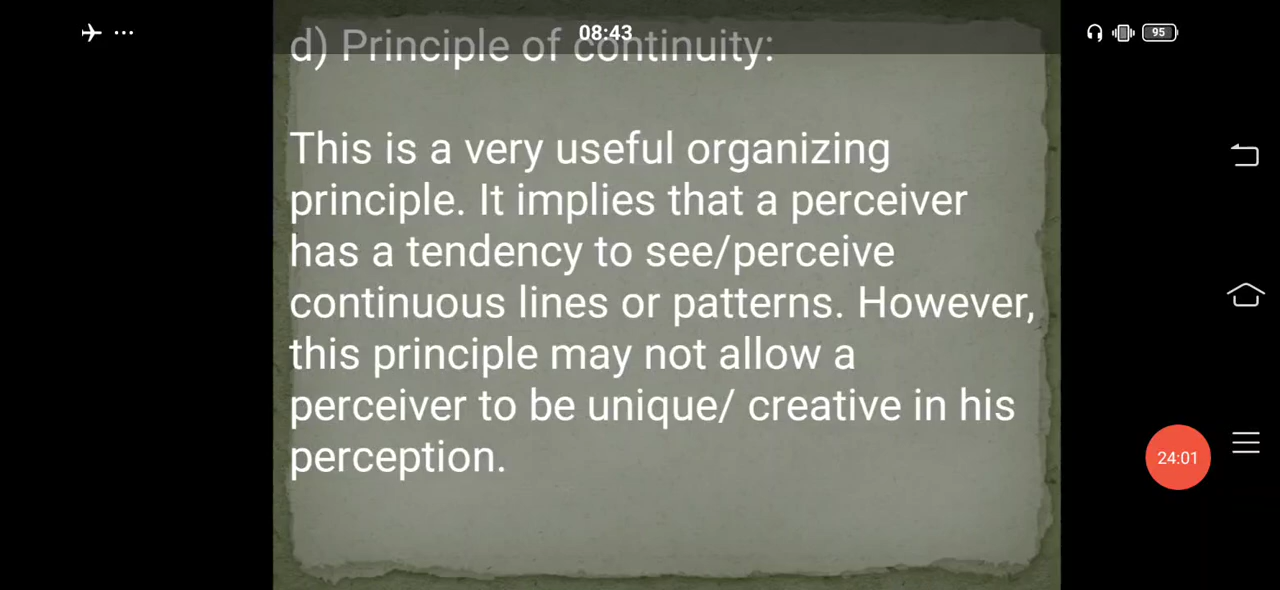 08:43
95
d) Principle of continuity:
This is a very useful organizing
principle. It implies that a perceiver
has a tendency to see/perceive
continuous lines or patterns. However,
this principle may not allow a
perceiver to be unique/ creative in his
perception.
24:01